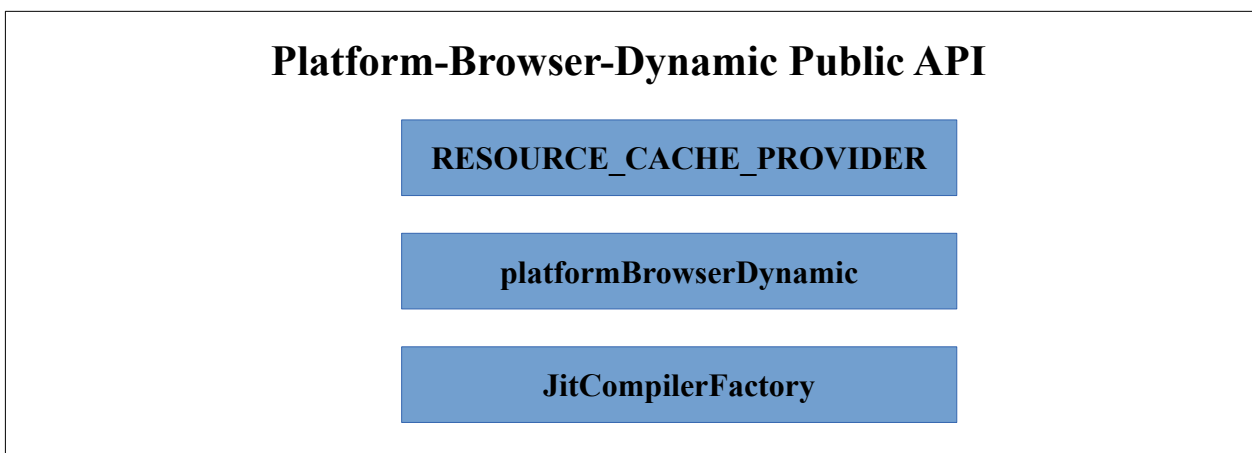 Platform-Browser-Dynamic Public API
RESOURCE_CACHE_PROVIDER
platformBrowserDynamic
JitCompilerFactory